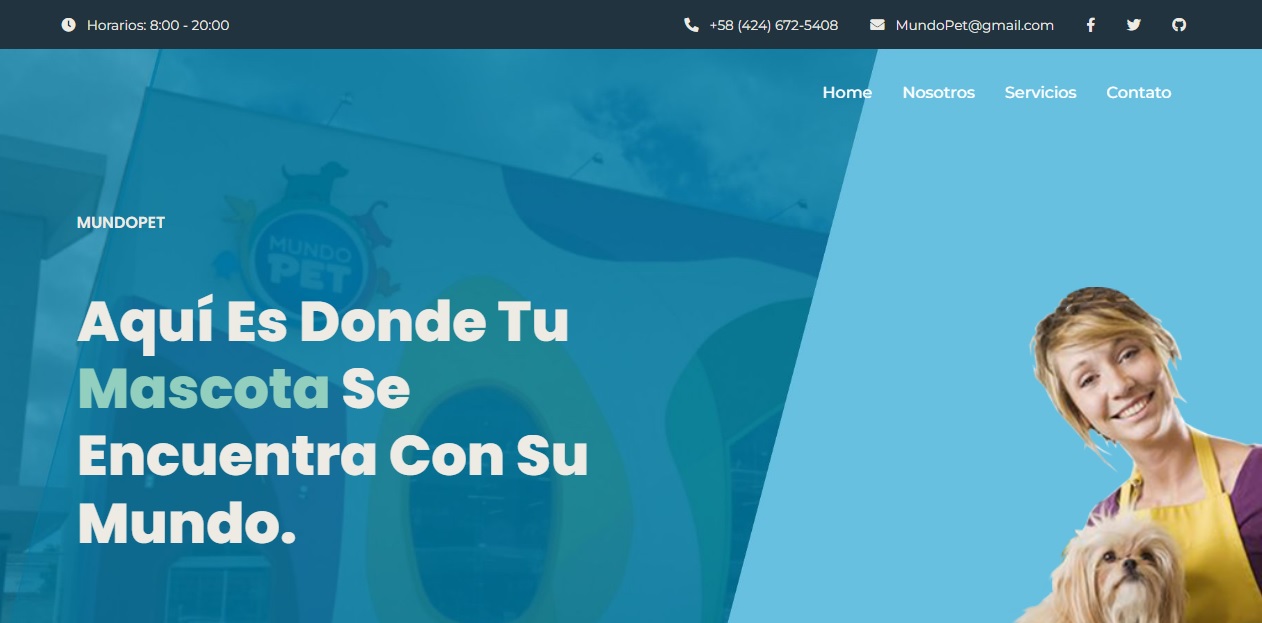 Horarios: 8:00 - 20:00
+58 (424) 672-5408
MundoPet@gmail.com
Home
Nosotros
Servicios
Contato
MUNDOPET
MUNDO
PET
Aquí Es Donde Tu
Mascota Se
Encuentra Con Su
Mundo.